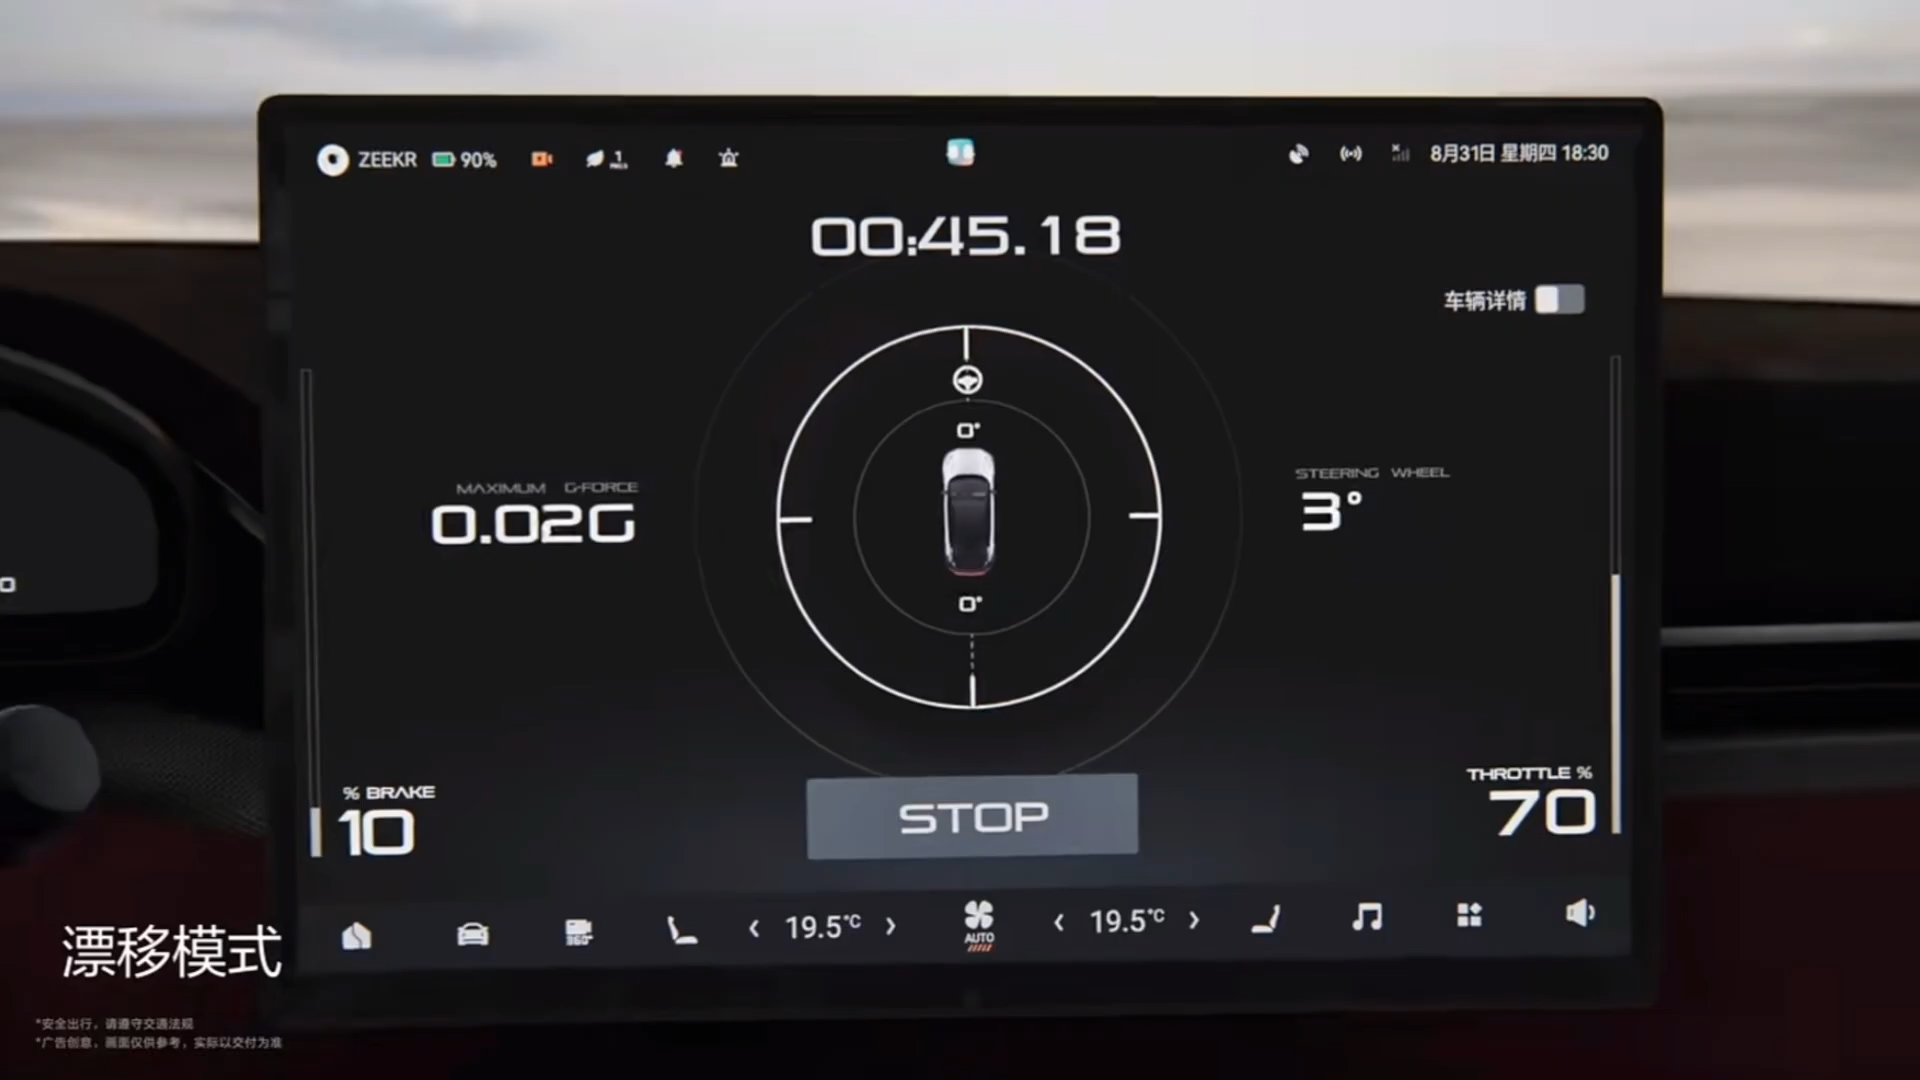 ZEEKR 90% 1 8月31日 星期四 18:30
00:45.18
车辆详情
MAXIMUM G-FORCE
0.02G
STEERING WHEEL
3°
0°
0°
0
% BRAKE
10
THROTTLE %
70
STOP
360°
19.5°C
AUTO
19.5°C
漂移模式
*安全出行，请遵守交通法规
*广告创意，画面仅供参考，实际以交付为准